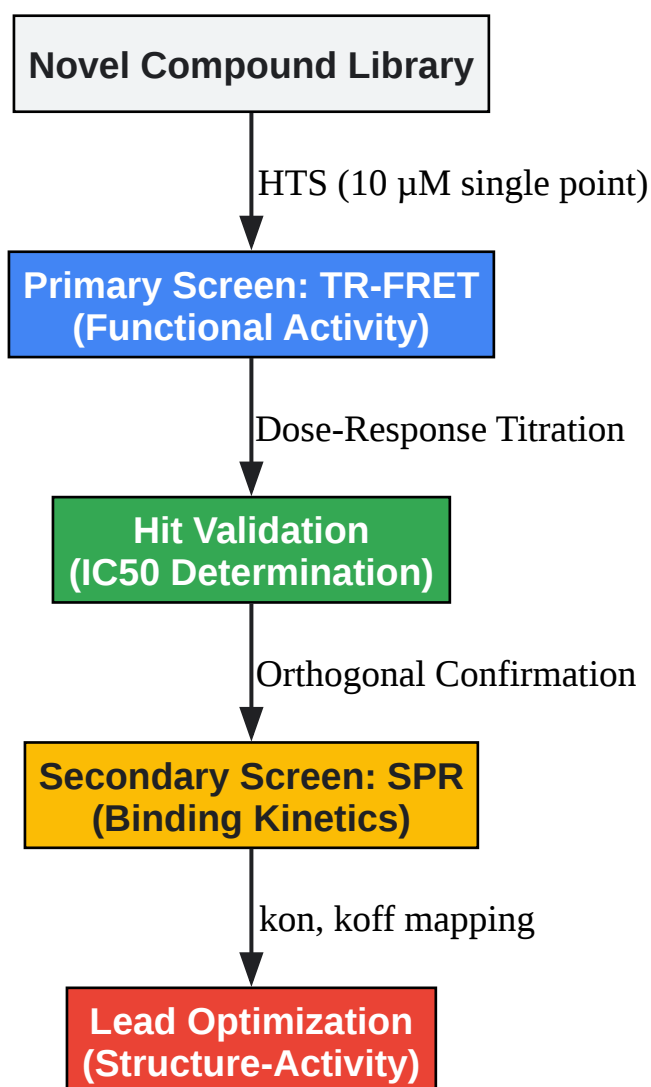 Novel Compound Library
HTS (10 µM single point)
Primary Screen: TR-FRET
(Functional Activity)
Dose-Response Titration
Hit Validation
(IC50 Determination)
Orthogonal Confirmation
Secondary Screen: SPR
(Binding Kinetics)
kon, koff mapping
Lead Optimization
(Structure-Activity)